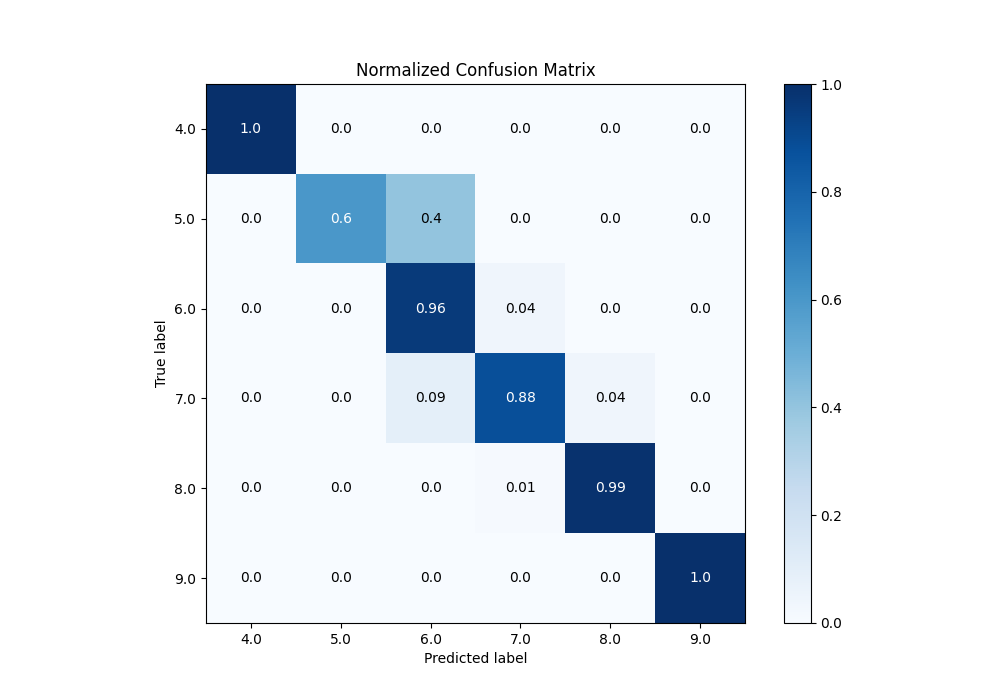 Normalized Confusion Matrix
True label
4.0 1.0 0.0 0.0 0.0 0.0 0.0
5.0 0.0 0.6 0.4 0.0 0.0 0.0
6.0 0.0 0.0 0.96 0.04 0.0 0.0
7.0 0.0 0.0 0.09 0.88 0.04 0.0
8.0 0.0 0.0 0.0 0.01 0.99 0.0
9.0 0.0 0.0 0.0 0.0 0.0 1.0
4.0 5.0 6.0 7.0 8.0 9.0
Predicted label
1.0
0.8
0.6
0.4
0.2
0.0